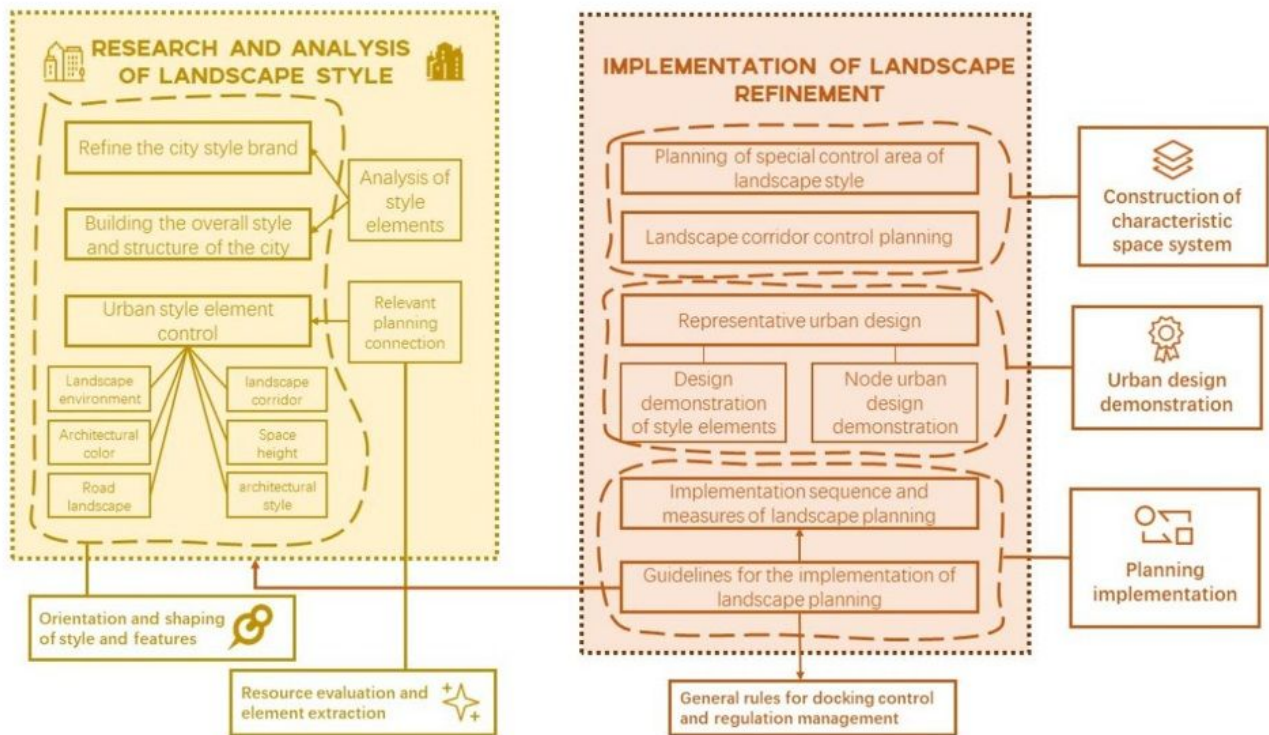 RESEARCH AND ANALYSIS
OF LANDSCAPE STYLE
Refine the city style brand
Analysis of
style
elements
Building the overall style
and structure of the city
Urban style element
control
Relevant
planning
connection
Landscape
environment
landscape
corridor
Architectural
color
Space
height
Road
landscape
architectural
style
Orientation and shaping
of style and features
Resource evaluation and
element extraction
IMPLEMENTATION OF LANDSCAPE
REFINEMENT
Planning of special control area of
landscape style
Landscape corridor control planning
Construction of
characteristic
space system
Representative urban design
Design
demonstration
of style elements
Node urban
design
demonstration
Urban design
demonstration
Implementation sequence and
measures of landscape planning
Guidelines for the implementation of
landscape planning
Planning
implementation
General rules for docking control
and regulation management